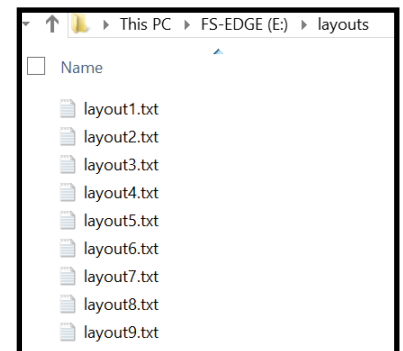 This PC FS-EDGE (E:) layouts
Name
layout1.txt
layout2.txt
layout3.txt
layout4.txt
layout5.txt
layout6.txt
layout7.txt
layout8.txt
layout9.txt